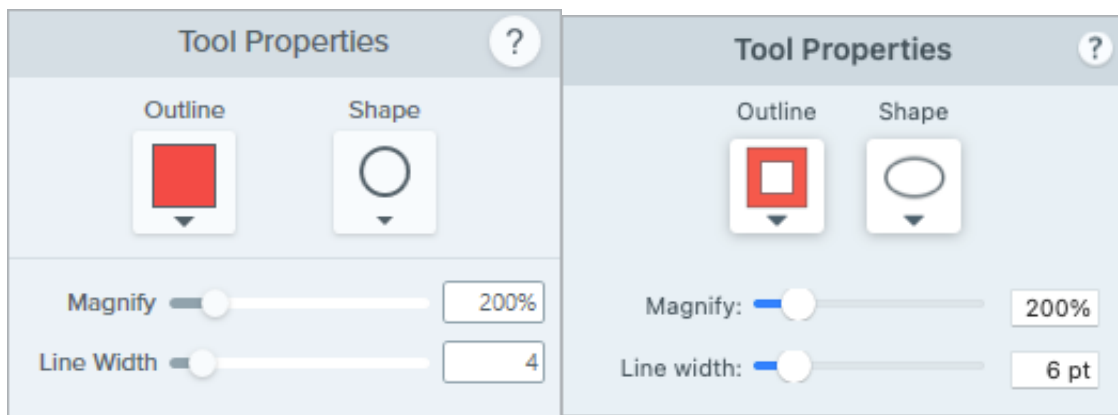 Tool Properties ?
Outline Shape
Magnify 200%
Line Width 4
Tool Properties ?
Outline Shape
Magnify: 200%
Line width: 6 pt